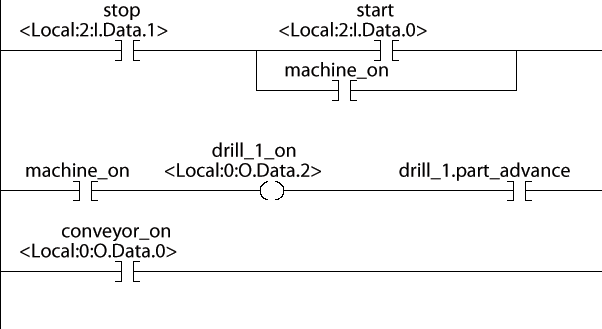 stop
<Local:2:I.Data.1>
start
<Local:2:I.Data.0>
machine_on
machine_on
drill_1_on
<Local:0:O.Data.2>
drill_1.part_advance
conveyor_on
<Local:0:O.Data.0>